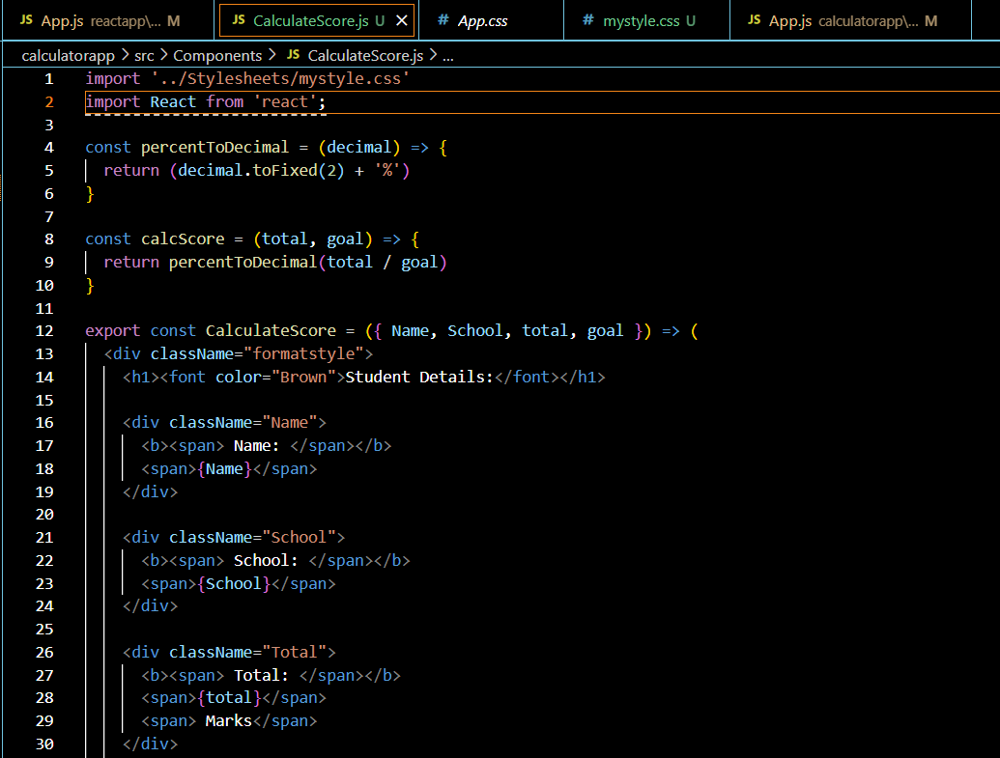 JS App.js reactapp\... M JS CalculateScore.js U × # App.css # mystyle.css U JS App.js calculatorapp\... M
calculatorapp > src > Components > JS CalculateScore.js > ...
1 import '../Stylesheets/mystyle.css'
2 import React from 'react';
3
4 const percentToDecimal = (decimal) => {
5 return (decimal.toFixed(2) + '%')
6 }
7
8 const calcScore = (total, goal) => {
9 return percentToDecimal(total / goal)
10 }
11
12 export const CalculateScore = ({ Name, School, total, goal }) => (
13 <div className="formatstyle">
14 <h1><font color="Brown">Student Details:</font></h1>
15
16 <div className="Name">
17 <b><span> Name: </span></b>
18 <span>{Name}</span>
19 </div>
20
21 <div className="School">
22 <b><span> School: </span></b>
23 <span>{School}</span>
24 </div>
25
26 <div className="Total">
27 <b><span> Total: </span></b>
28 <span>{total}</span>
29 <span> Marks</span>
30 </div>